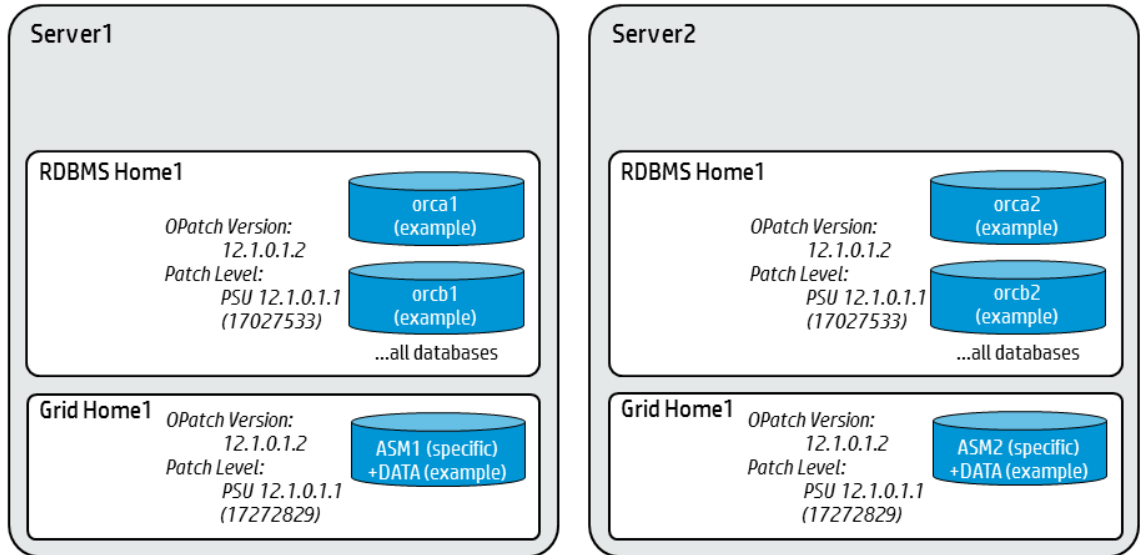 Server1
RDBMS Home1
OPatch Version:
12.1.0.1.2
Patch Level:
PSU 12.1.0.1.1
(17027533)
orca1
(example)
orcb1
(example)
...all databases
Grid Home1
OPatch Version:
12.1.0.1.2
Patch Level:
PSU 12.1.0.1.1
(17272829)
ASM1 (specific)
+DATA (example)
Server2
RDBMS Home1
OPatch Version:
12.1.0.1.2
Patch Level:
PSU 12.1.0.1.1
(17027533)
orca2
(example)
orcb2
(example)
...all databases
Grid Home1
OPatch Version:
12.1.0.1.2
Patch Level:
PSU 12.1.0.1.1
(17272829)
ASM2 (specific)
+DATA (example)